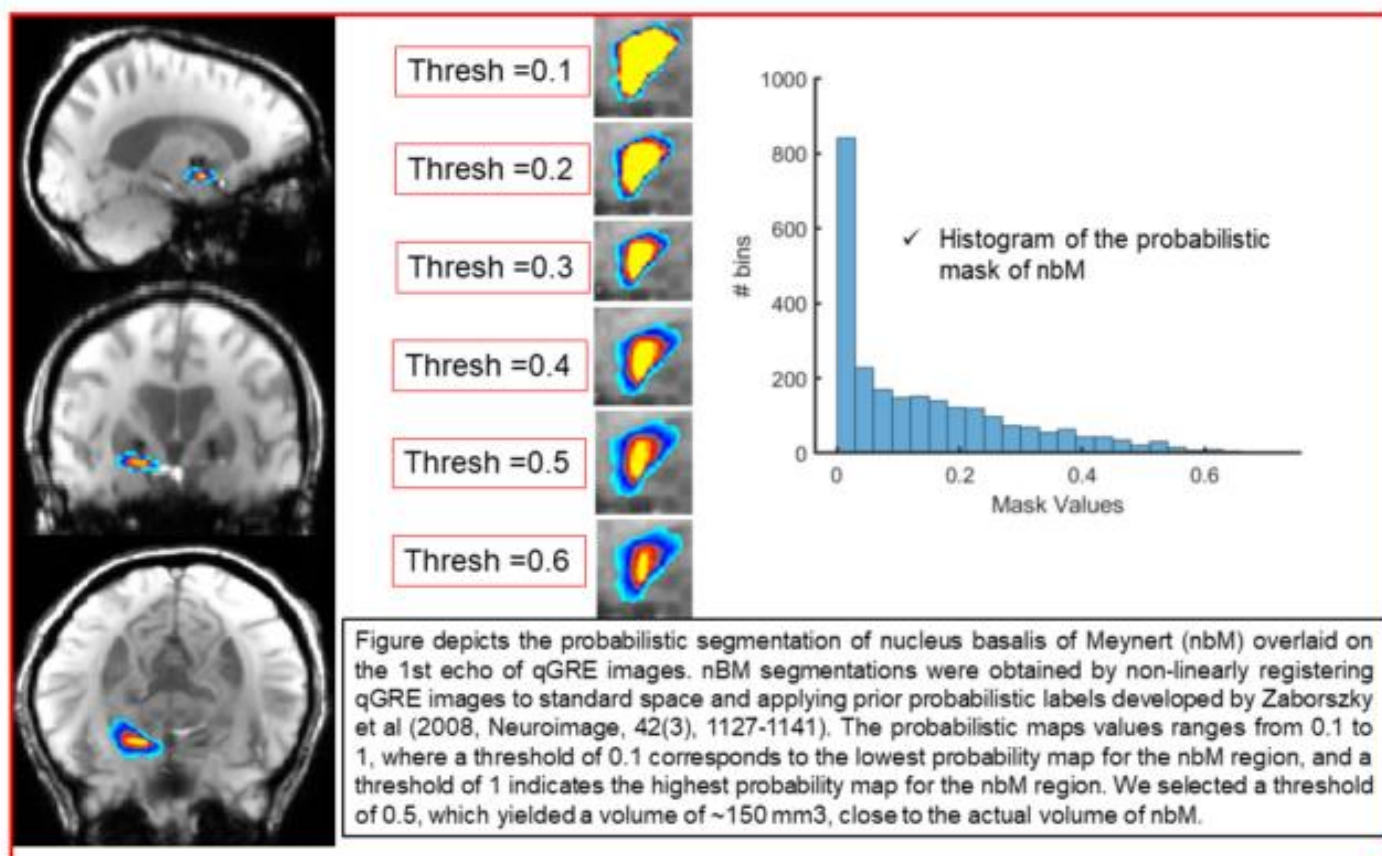 Thresh =0.1
Thresh =0.2
Thresh =0.3
Thresh =0.4
Thresh =0.5
Thresh =0.6
1000
800
600
400
200
0
# bins
✓ Histogram of the probabilistic
mask of nbM
0 0.2 0.4 0.6
Mask Values
Figure depicts the probabilistic segmentation of nucleus basalis of Meynert (nbM) overlaid on
the 1st echo of qGRE images. nBM segmentations were obtained by non-linearly registering
qGRE images to standard space and applying prior probabilistic labels developed by Zaborszky
et al (2008, Neuroimage, 42(3), 1127-1141). The probabilistic maps values ranges from 0.1 to
1, where a threshold of 0.1 corresponds to the lowest probability map for the nbM region, and a
threshold of 1 indicates the highest probability map for the nbM region. We selected a threshold
of 0.5, which yielded a volume of ~150 mm3, close to the actual volume of nbM.